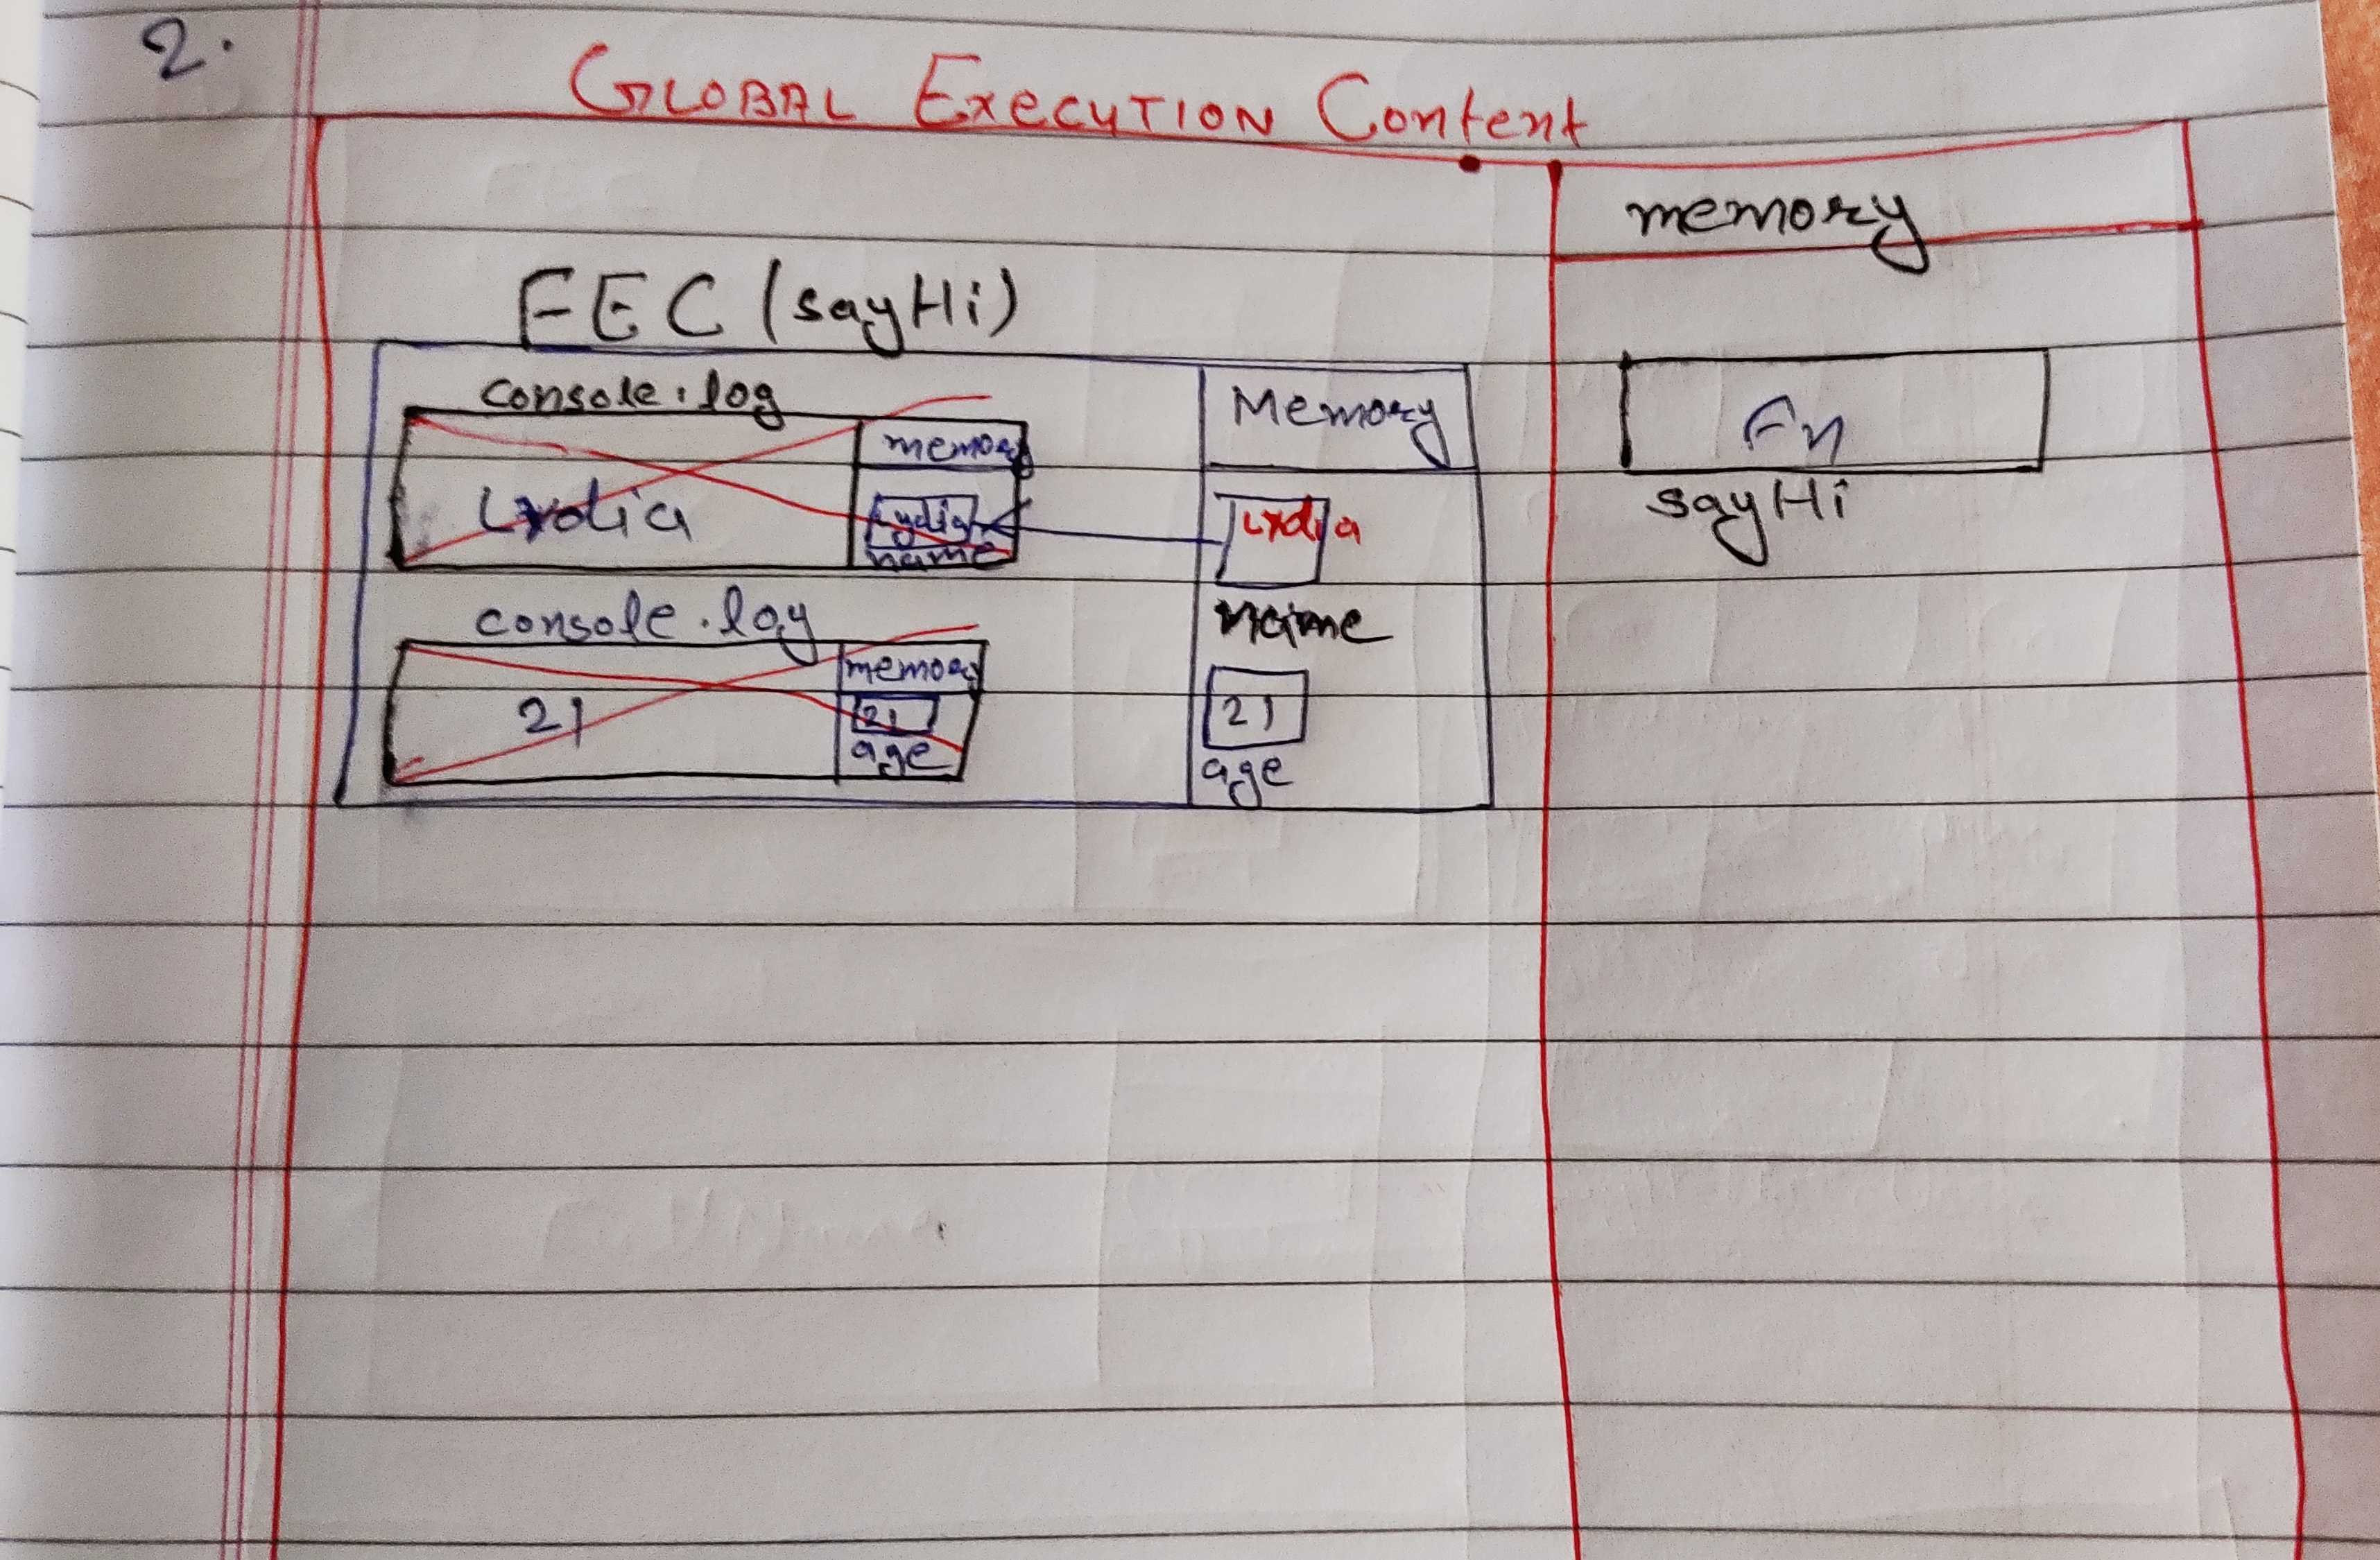 2.
GLOBAL EXECUTION Content
memory
FEC (sayHi)
console.log
memory
Lydia
Lydia
name
Memory
Lydia
name
21
age
console.log
21
memory
21
age
Fn
sayHi